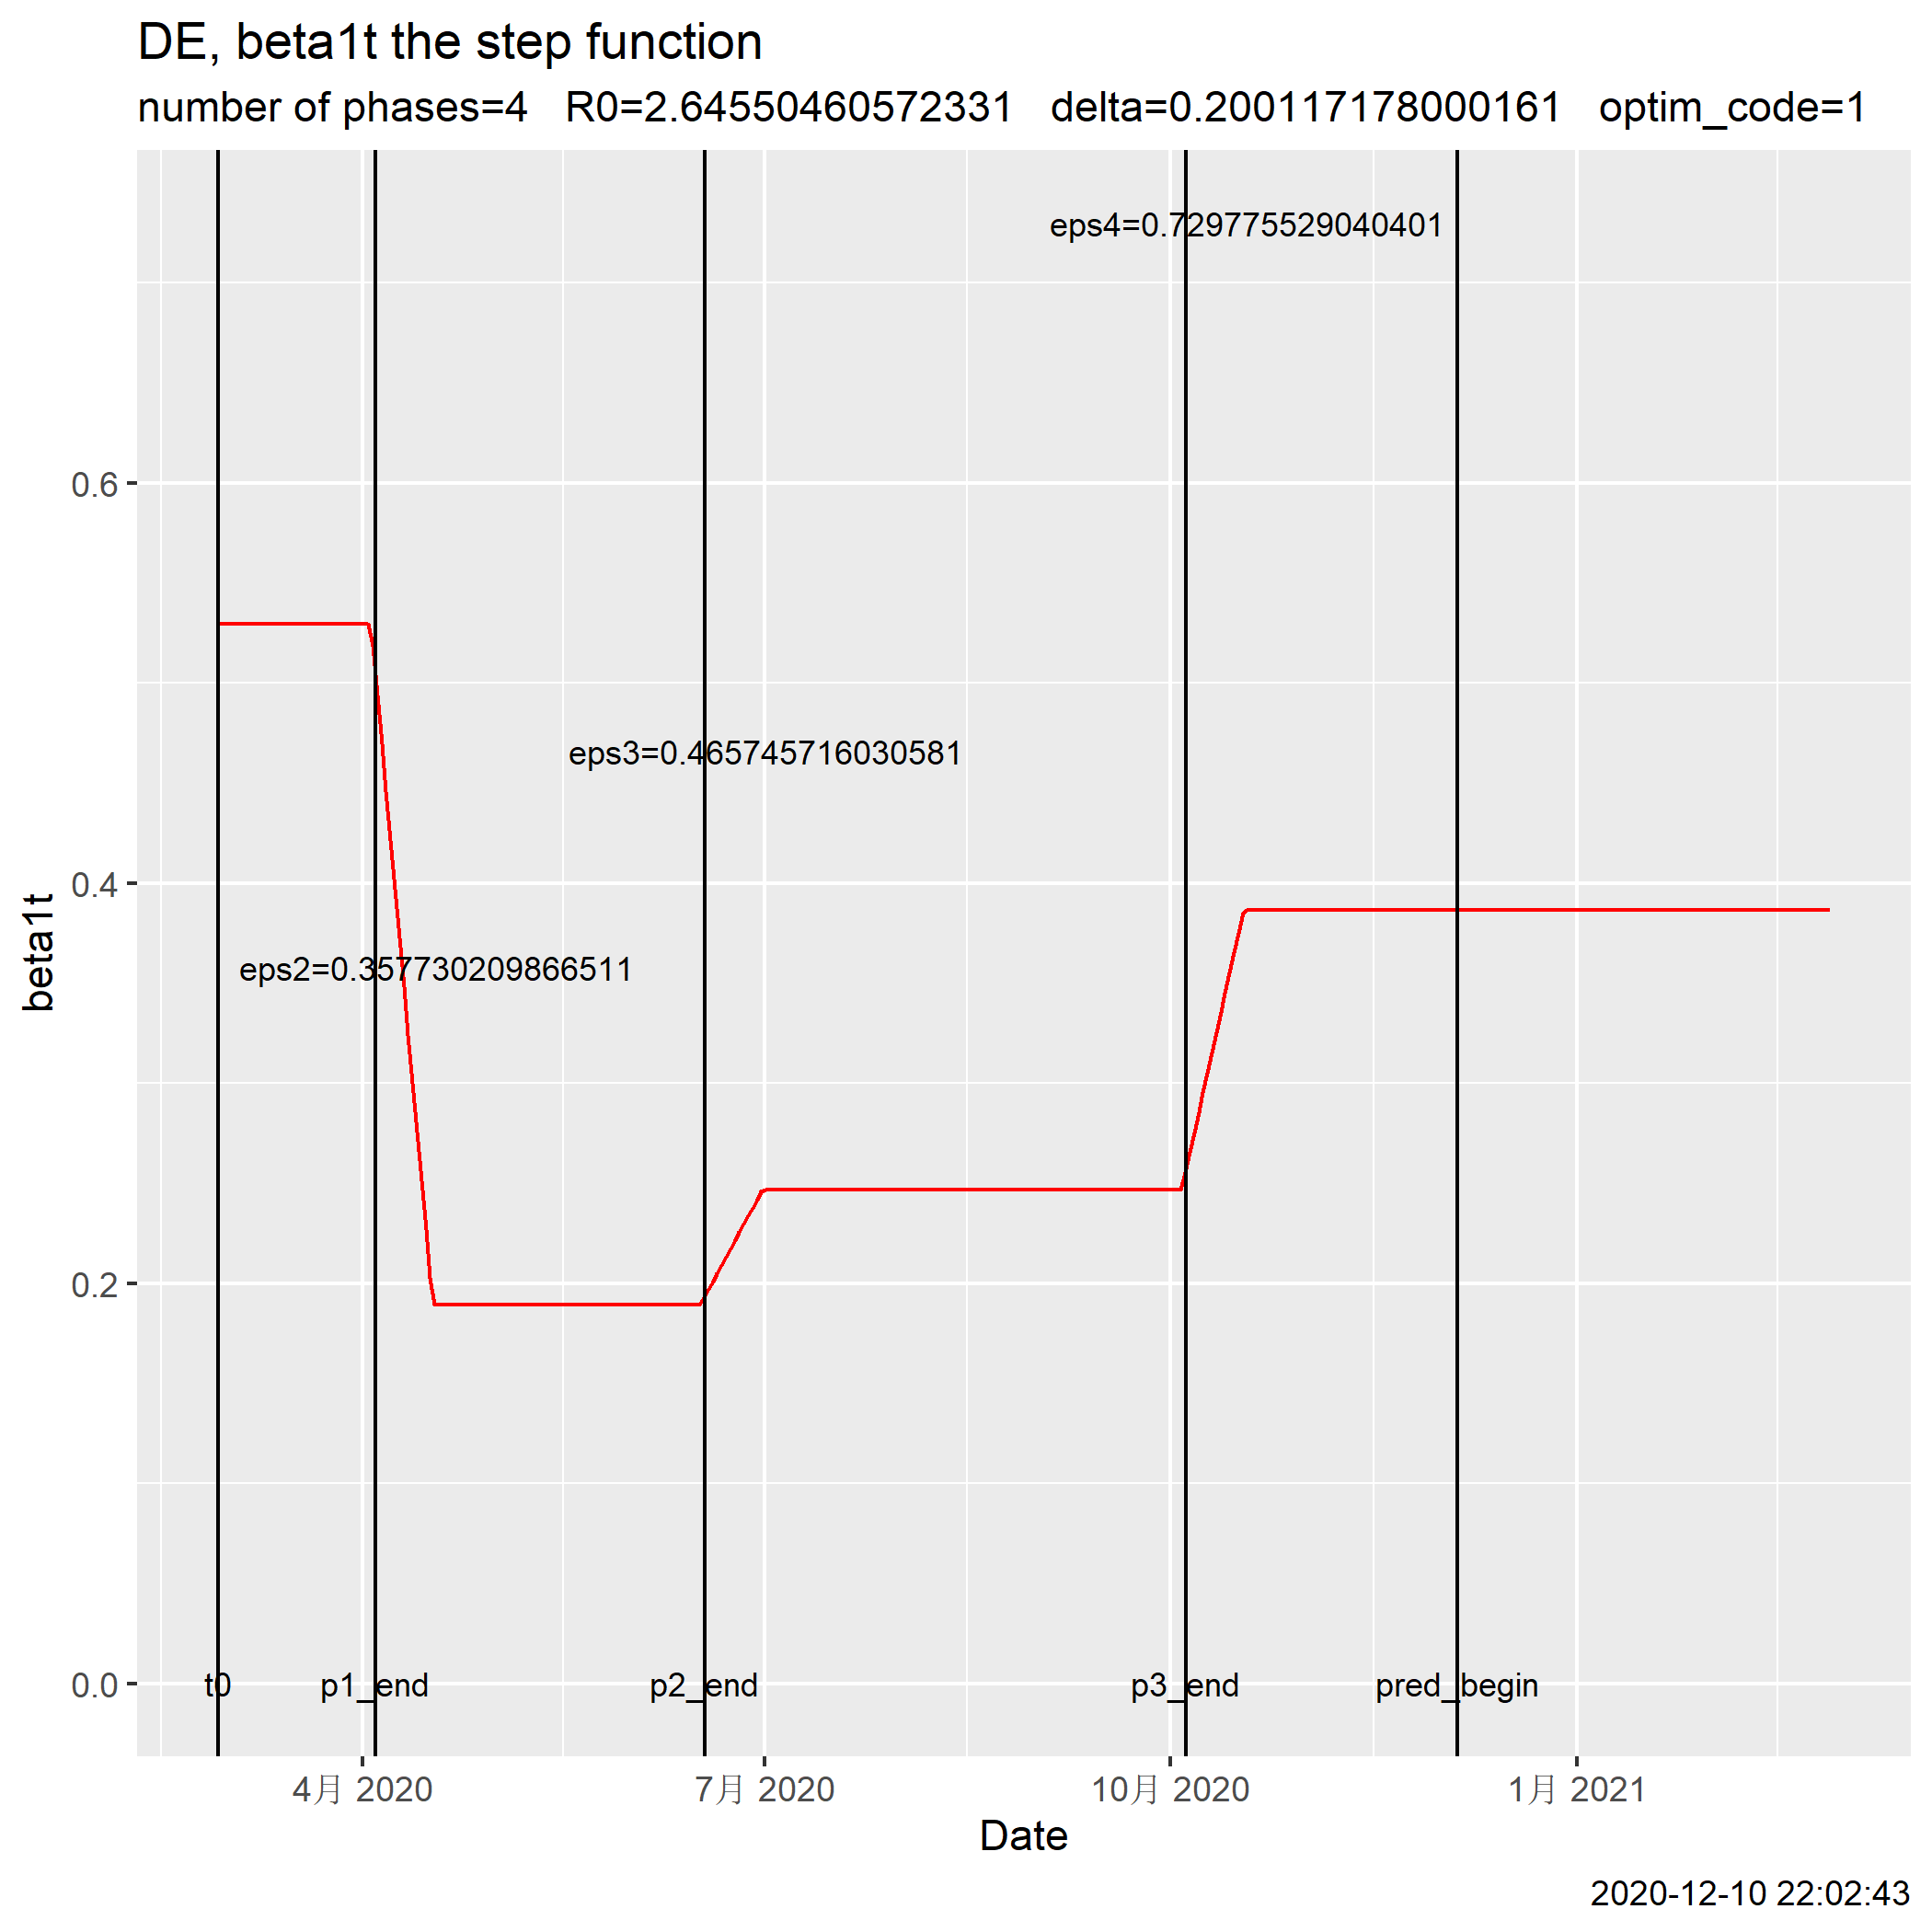 DE, beta1t the step function
number of phases=4 R0=2.64550460572331 delta=0.200117178000161 optim_code=1
eps4=0.729775529040401
0.6
eps3=0.465745716030581
0.4
eps2=0.357730209866511
beta1t
0.2
0.0
t0 p1_end p2_end p3_end pred_begin
4月 2020 7月 2020 10月 2020 1月 2021
Date
2020-12-10 22:02:43